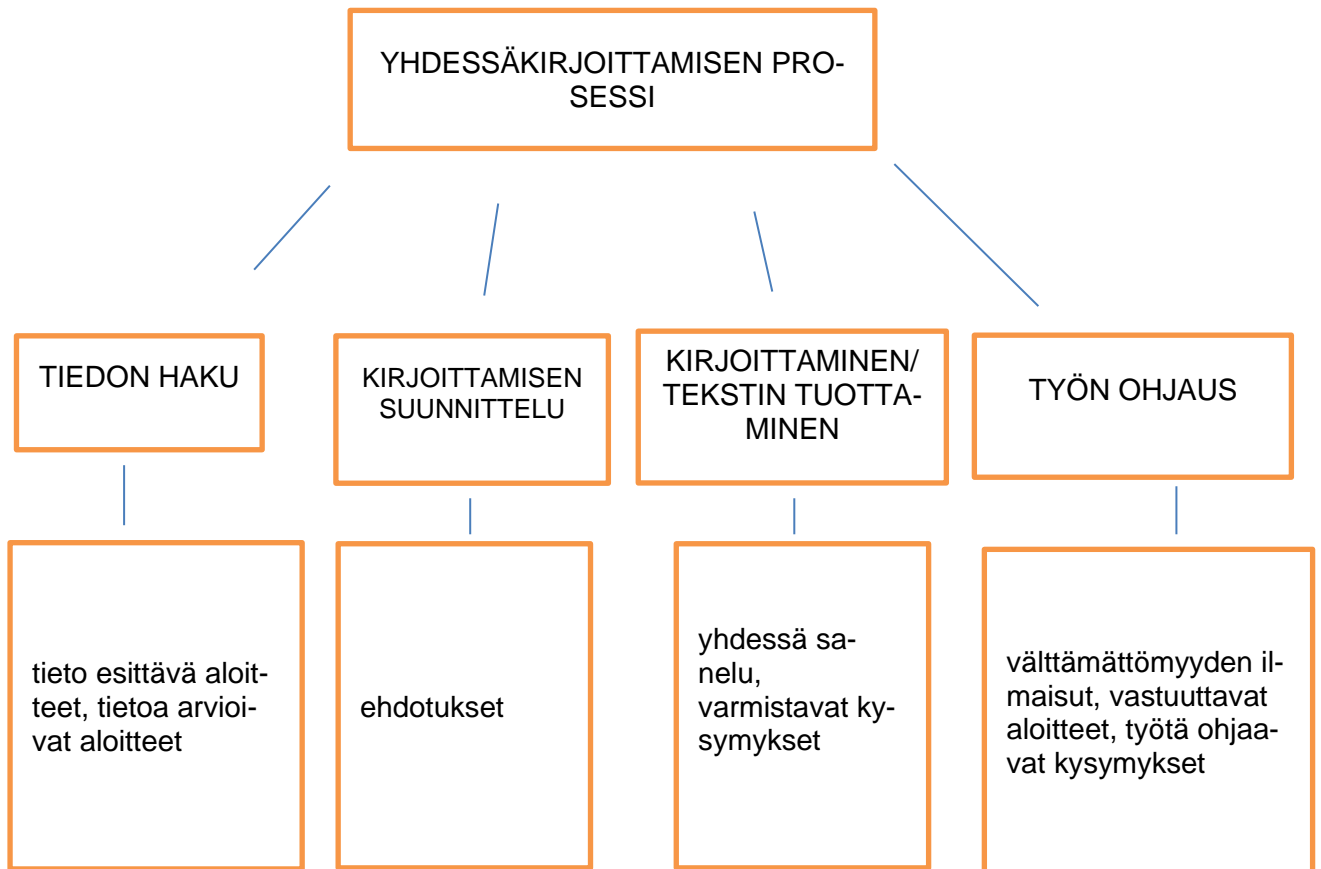 YHDESSÄKIRJOITTAMISEN PRO-
SESSI
TIEDON HAKU
KIRJOITTAMISEN
SUUNNITTELU
KIRJOITTAMINEN/
TEKSTIN TUOTTA-
MINEN
TYÖN OHJAUS
tieto esittävä aloit-
teet, tietoa arvioi-
vat aloitteet
ehdotukset
yhdessä sa-
nelu,
varmistavat ky-
symykset
välttämättömyyden il-
maisut, vastuuttavat
aloitteet, työtä ohjaa-
vat kysymykset